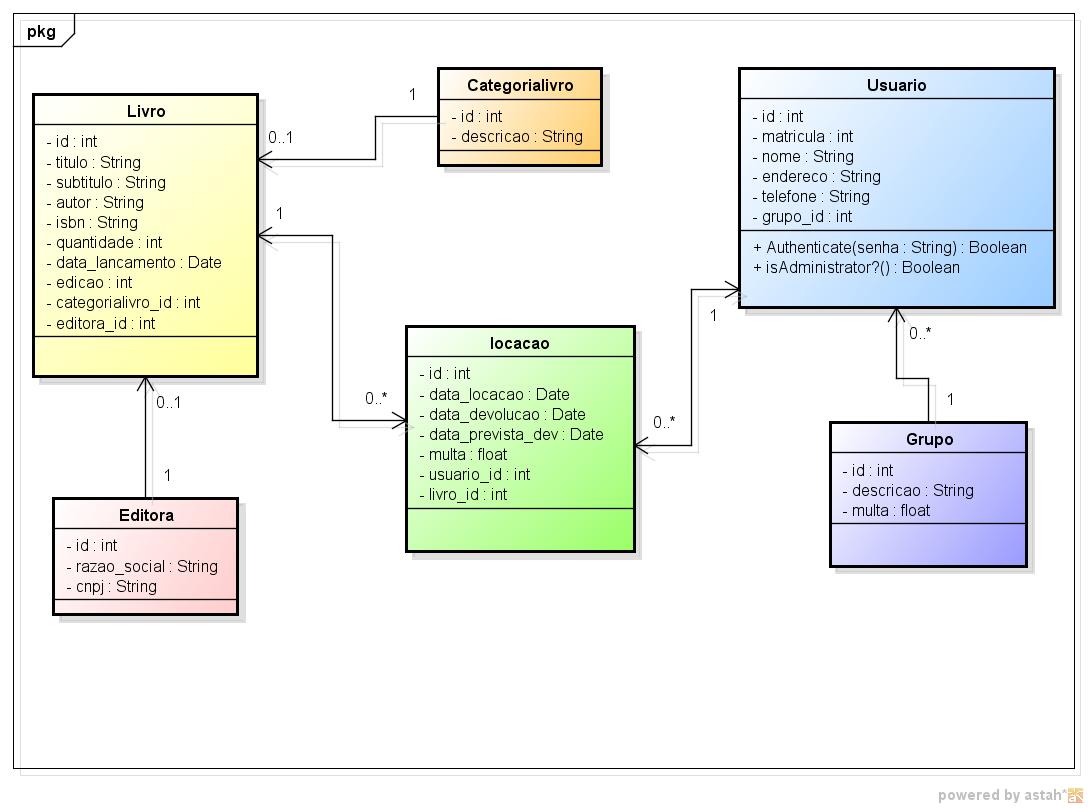 pkg
Livro
- id : int
- titulo : String
- subtitulo : String
- autor : String
- isbn : String
- quantidade : int
- data_lancamento : Date
- edicao : int
- categorialivro_id : int
- editora_id : int
Categorialivro
- id : int
- descricao : String
1
0..1
1
0..*
Usuario
- id : int
- matricula : int
- nome : String
- endereco : String
- telefone : String
- grupo_id : int
+ Authenticate(senha : String) : Boolean
+ isAdministrator?() : Boolean
1
0..*
locacao
- id : int
- data_locacao : Date
- data_devolucao : Date
- data_prevista_dev : Date
- multa : float
- usuario_id : int
- livro_id : int
0..*
1
Grupo
- id : int
- descricao : String
- multa : float
0..1
1
Editora
- id : int
- razao_social : String
- cnpj : String
powered by astah*